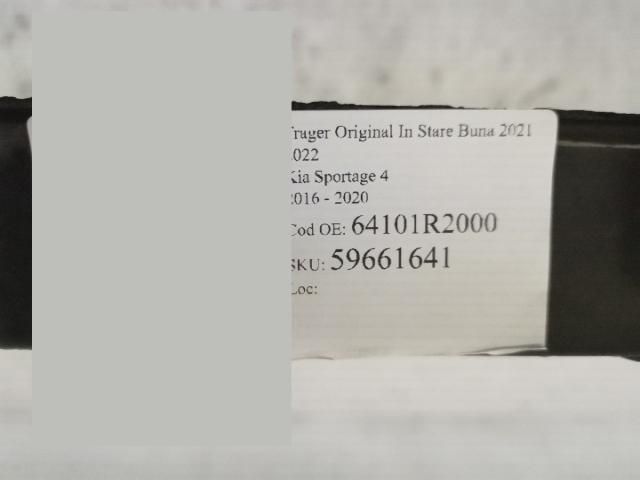 Trager Original In Stare Buna 2021
2022
Kia Sportage 4
2016 - 2020
Cod OE: 64101R2000
SKU: 59661641
Loc: